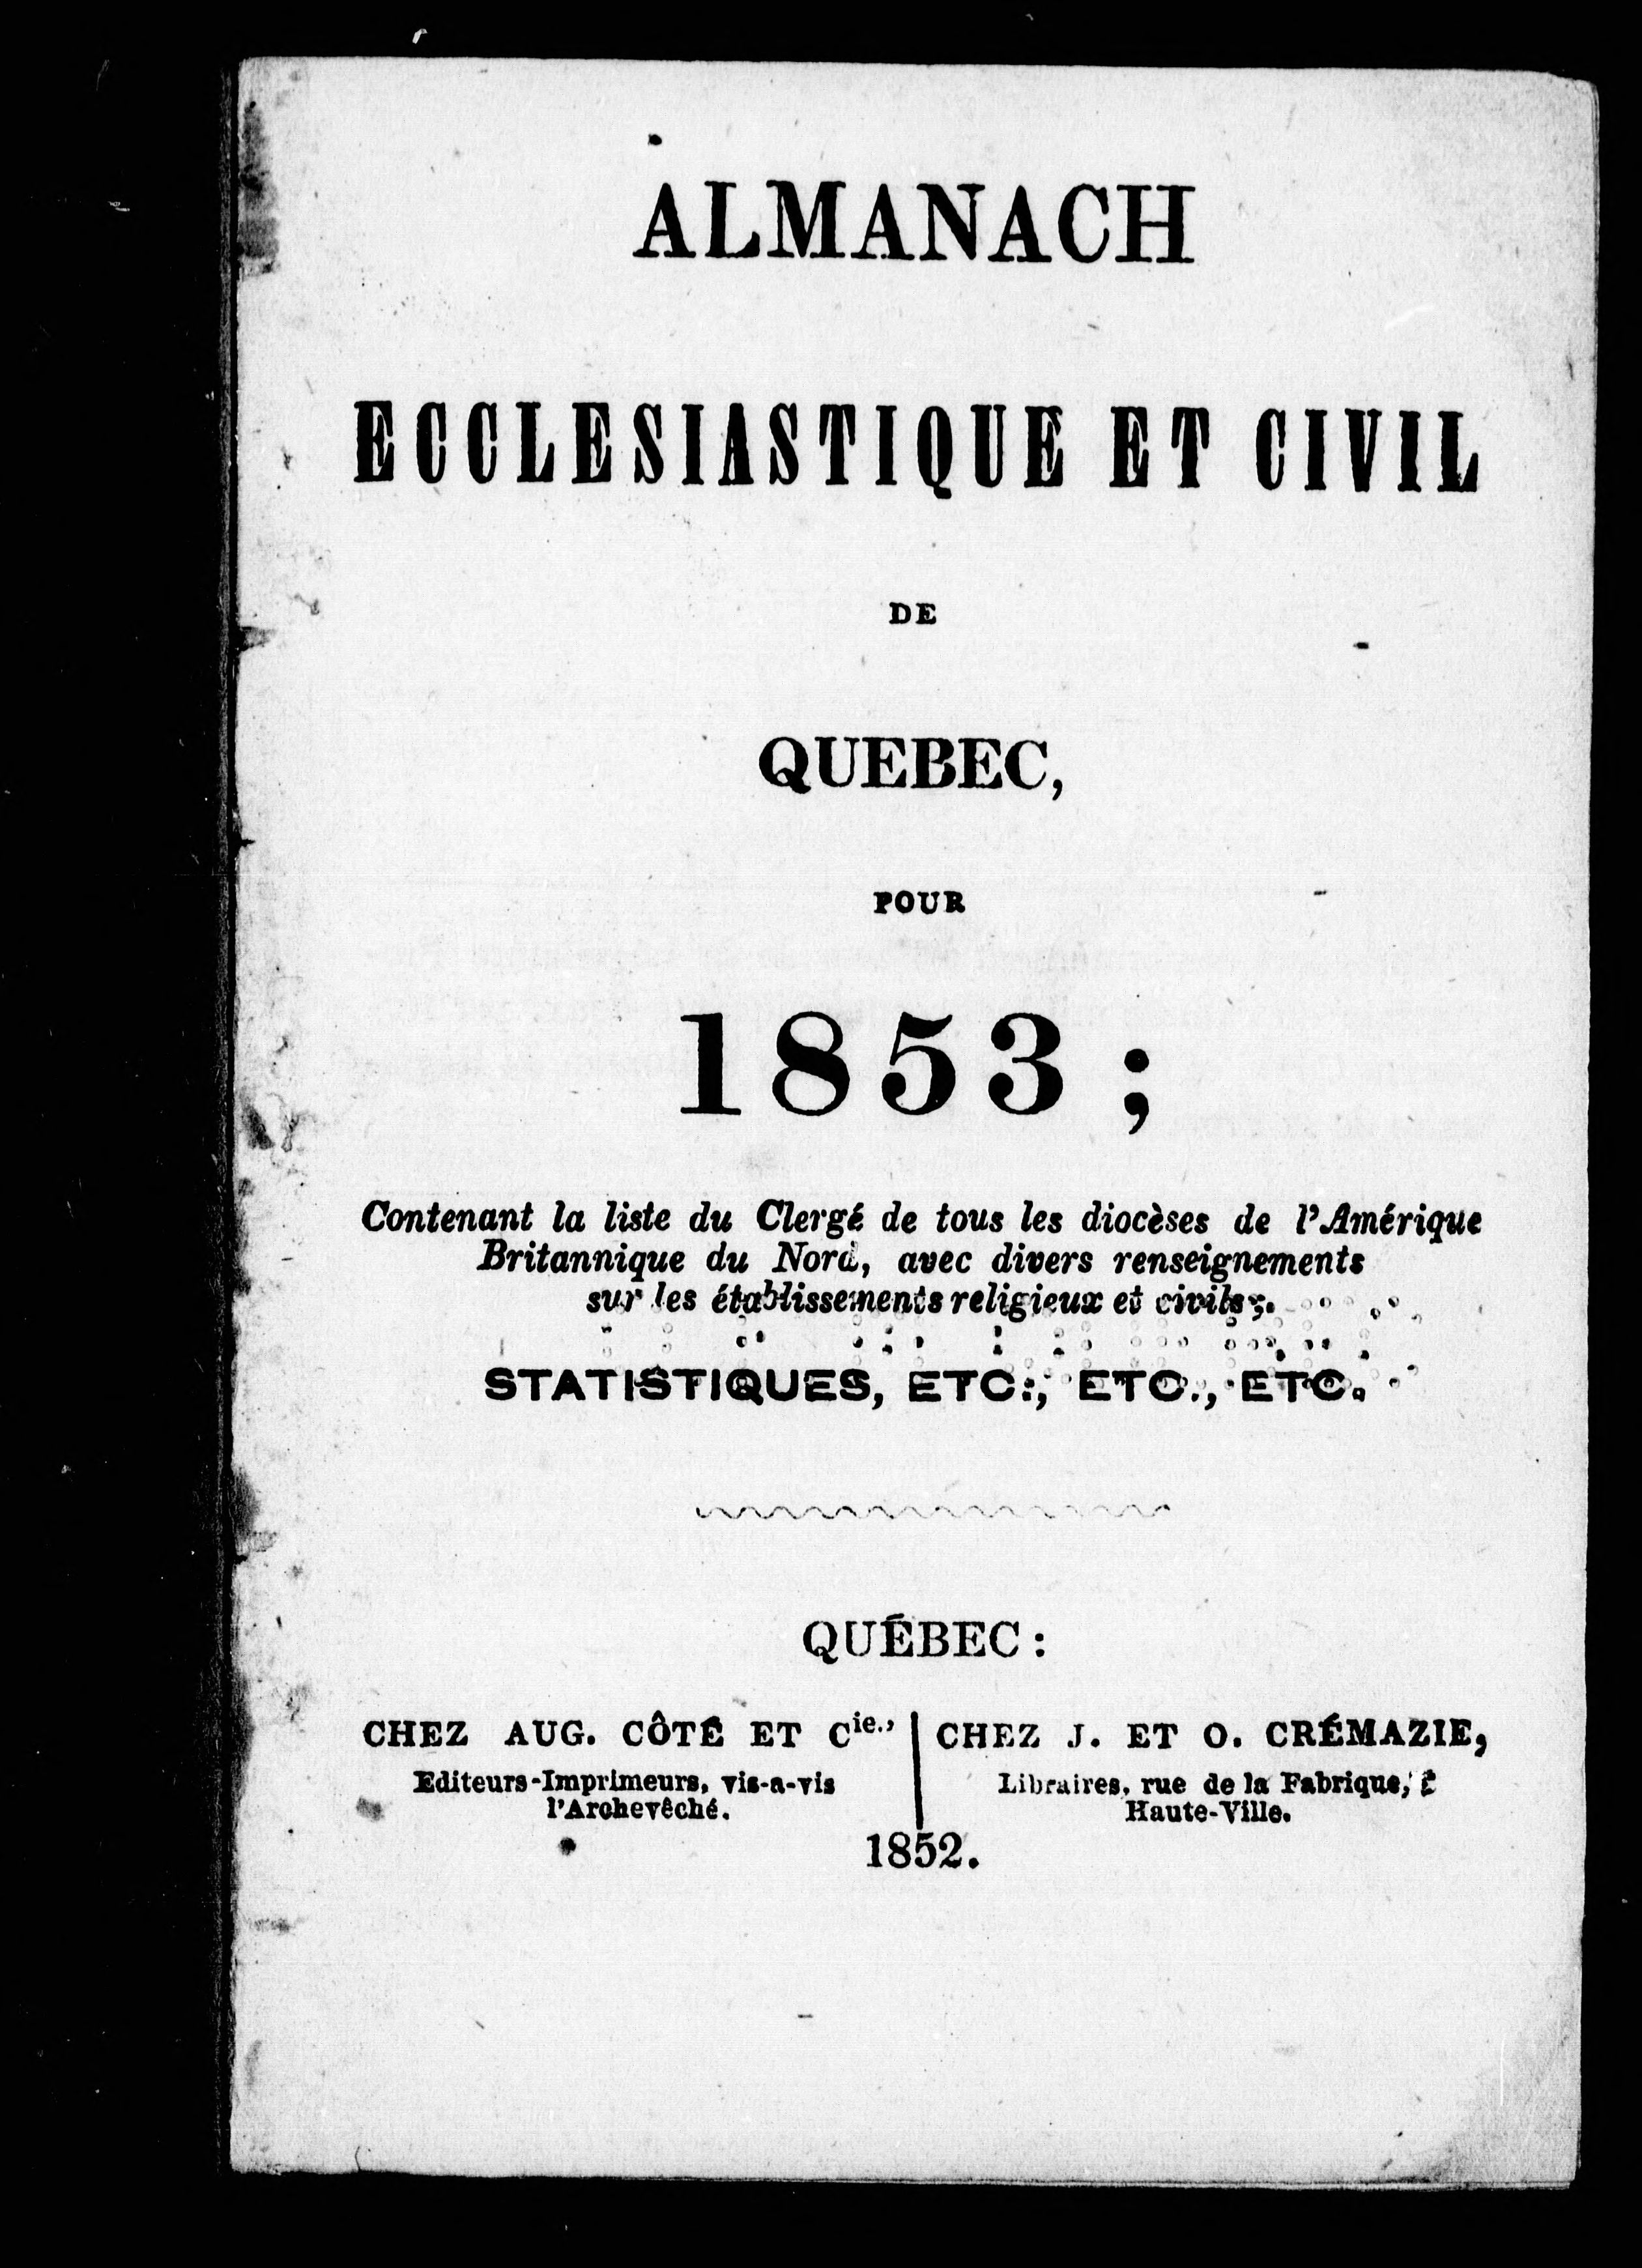 ALMANACH
ECCLESIASTIQUE ET CIVIL
DE
QUEBEC,
POUR
1853 ;
Contenant la liste du Clergé de tous les diocèses de l'Amérique
Britannique du Nord, avec divers renseignements
sur les établissements religieux et civils ;
STATISTIQUES, ETC., ETC., ETC.
QUÉBEC :
CHEZ AUG. CÔTÉ ET Cie.,
Editeurs-Imprimeurs, vis-a-vis
l'Archevêché.
CHEZ J. ET O. CRÉMAZIE,
Libraires, rue de la Fabrique,
Haute-Ville.
1852.